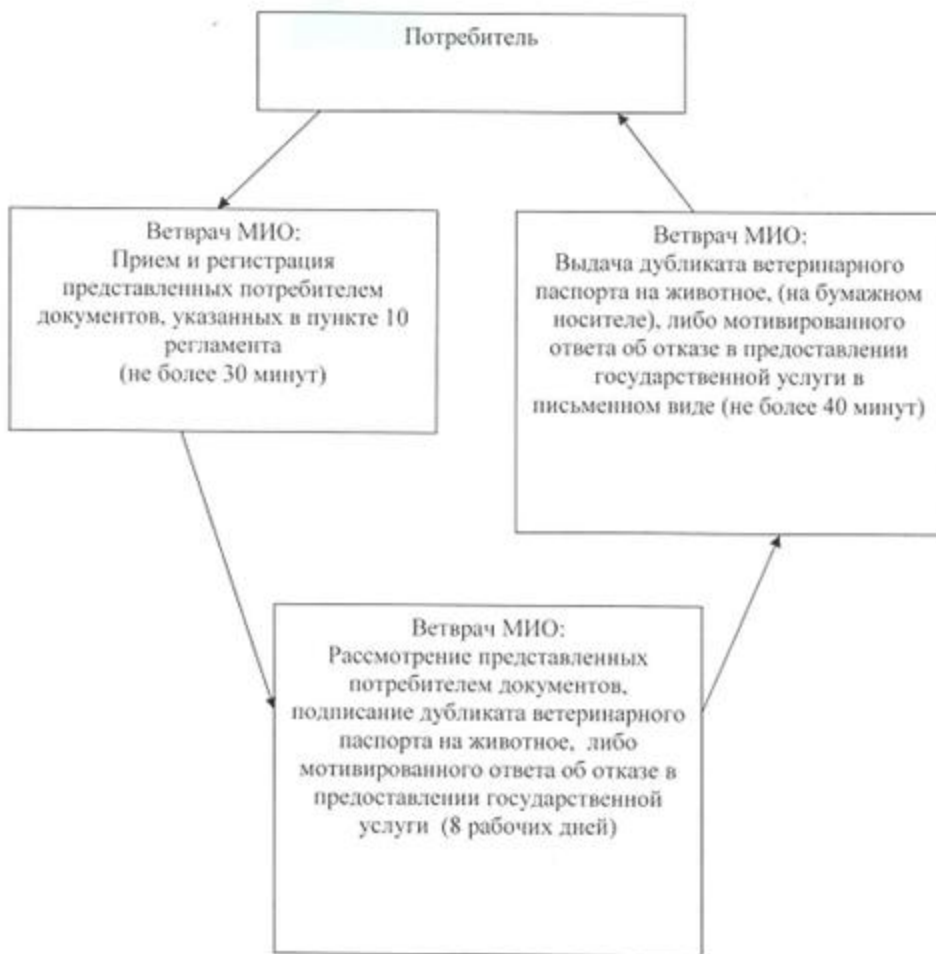 Потребитель
Ветврач МИО:
Прием и регистрация
представленных потребителем
документов, указанных в пункте 10
регламента
(не более 30 минут)
Ветврач МИО:
Выдача дубликата ветеринарного
паспорта на животное, (на бумажном
носителе), либо мотивированного
ответа об отказе в предоставлении
государственной услуги в
письменном виде (не более 40 минут)
Ветврач МИО:
Рассмотрение представленных
потребителем документов,
подписание дубликата ветеринарного
паспорта на животное, либо
мотивированного ответа об отказе в
предоставлении государственной
услуги (8 рабочих дней)